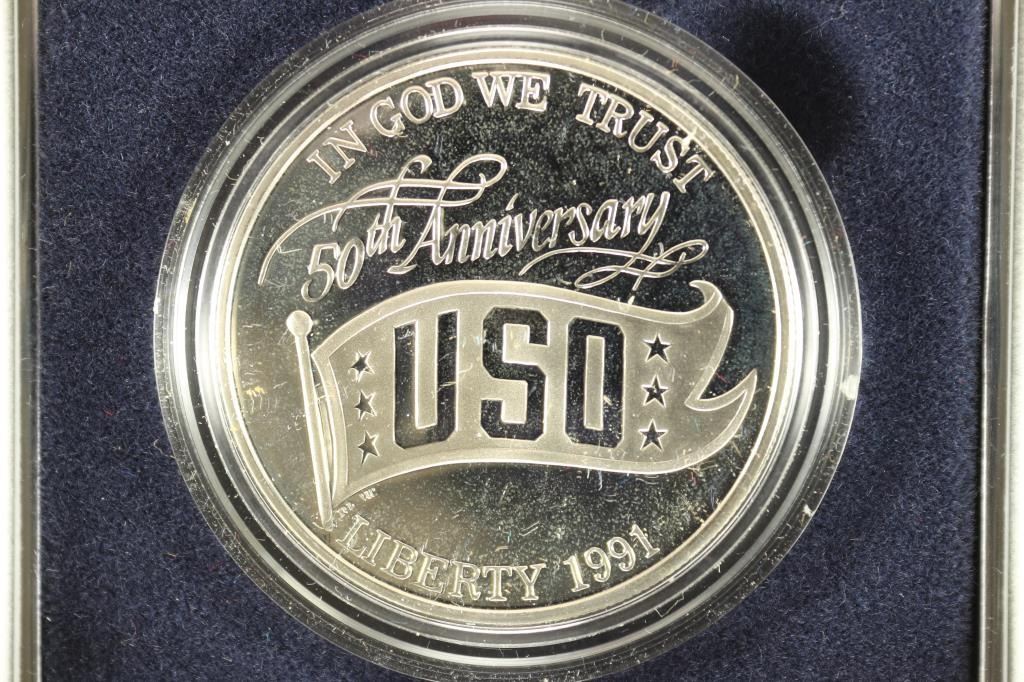 IN GOD WE TRUST
50th Anniversary
USO
LIBERTY 1991